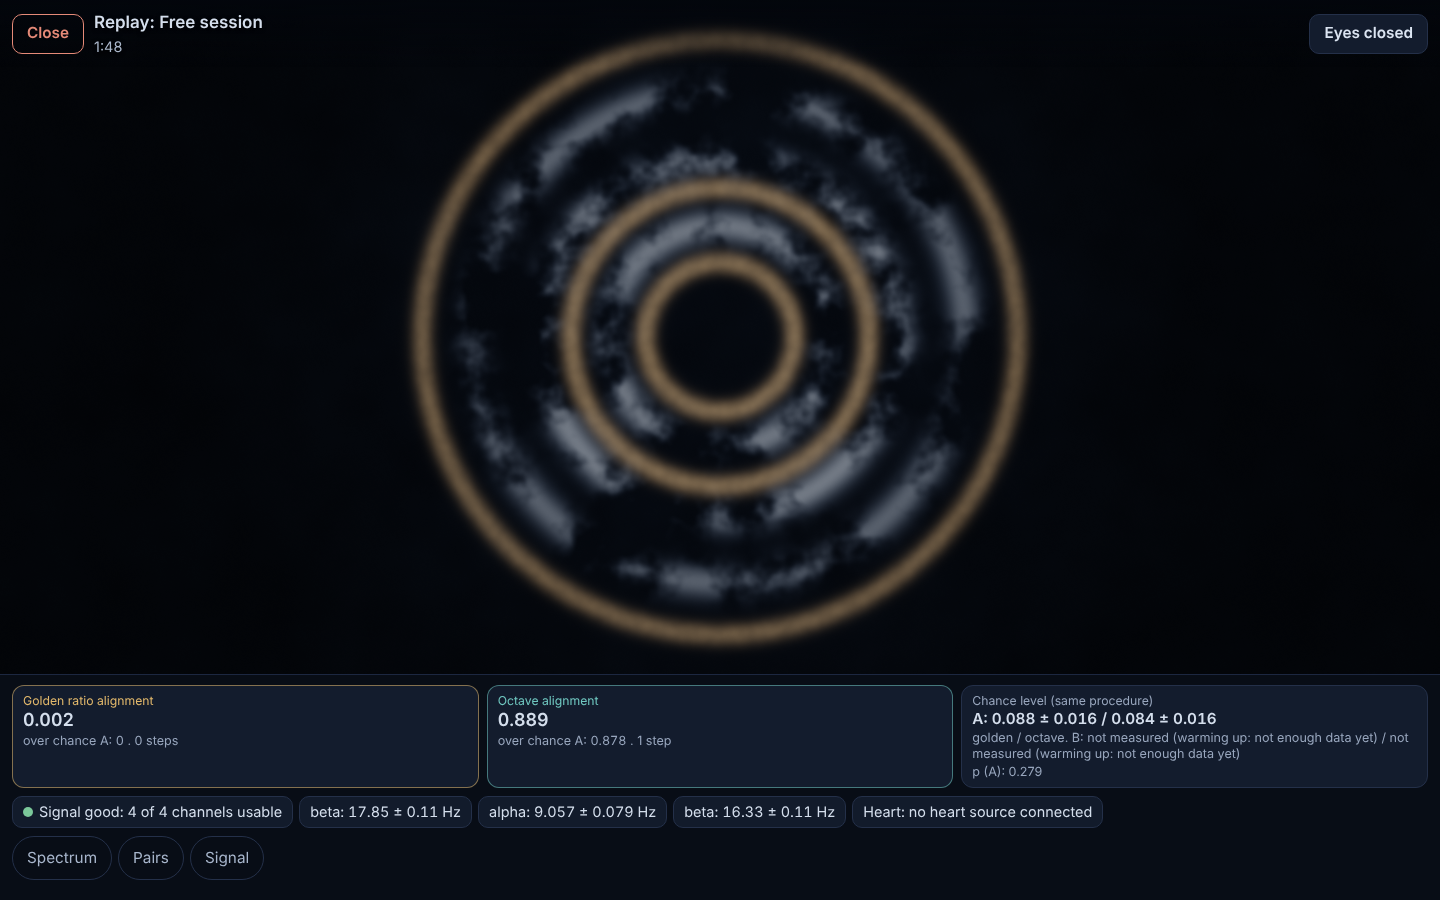 Close
Replay: Free session
1:48
Eyes closed
Golden ratio alignment
0.002
over chance A: 0 . 0 steps
Octave alignment
0.889
over chance A: 0.878 . 1 step
Chance level (same procedure)
A: 0.088 ± 0.016 / 0.084 ± 0.016
golden / octave. B: not measured (warming up: not enough data yet) / not
measured (warming up: not enough data yet)
p (A): 0.279
Signal good: 4 of 4 channels usable
beta: 17.85 ± 0.11 Hz
alpha: 9.057 ± 0.079 Hz
beta: 16.33 ± 0.11 Hz
Heart: no heart source connected
Spectrum
Pairs
Signal